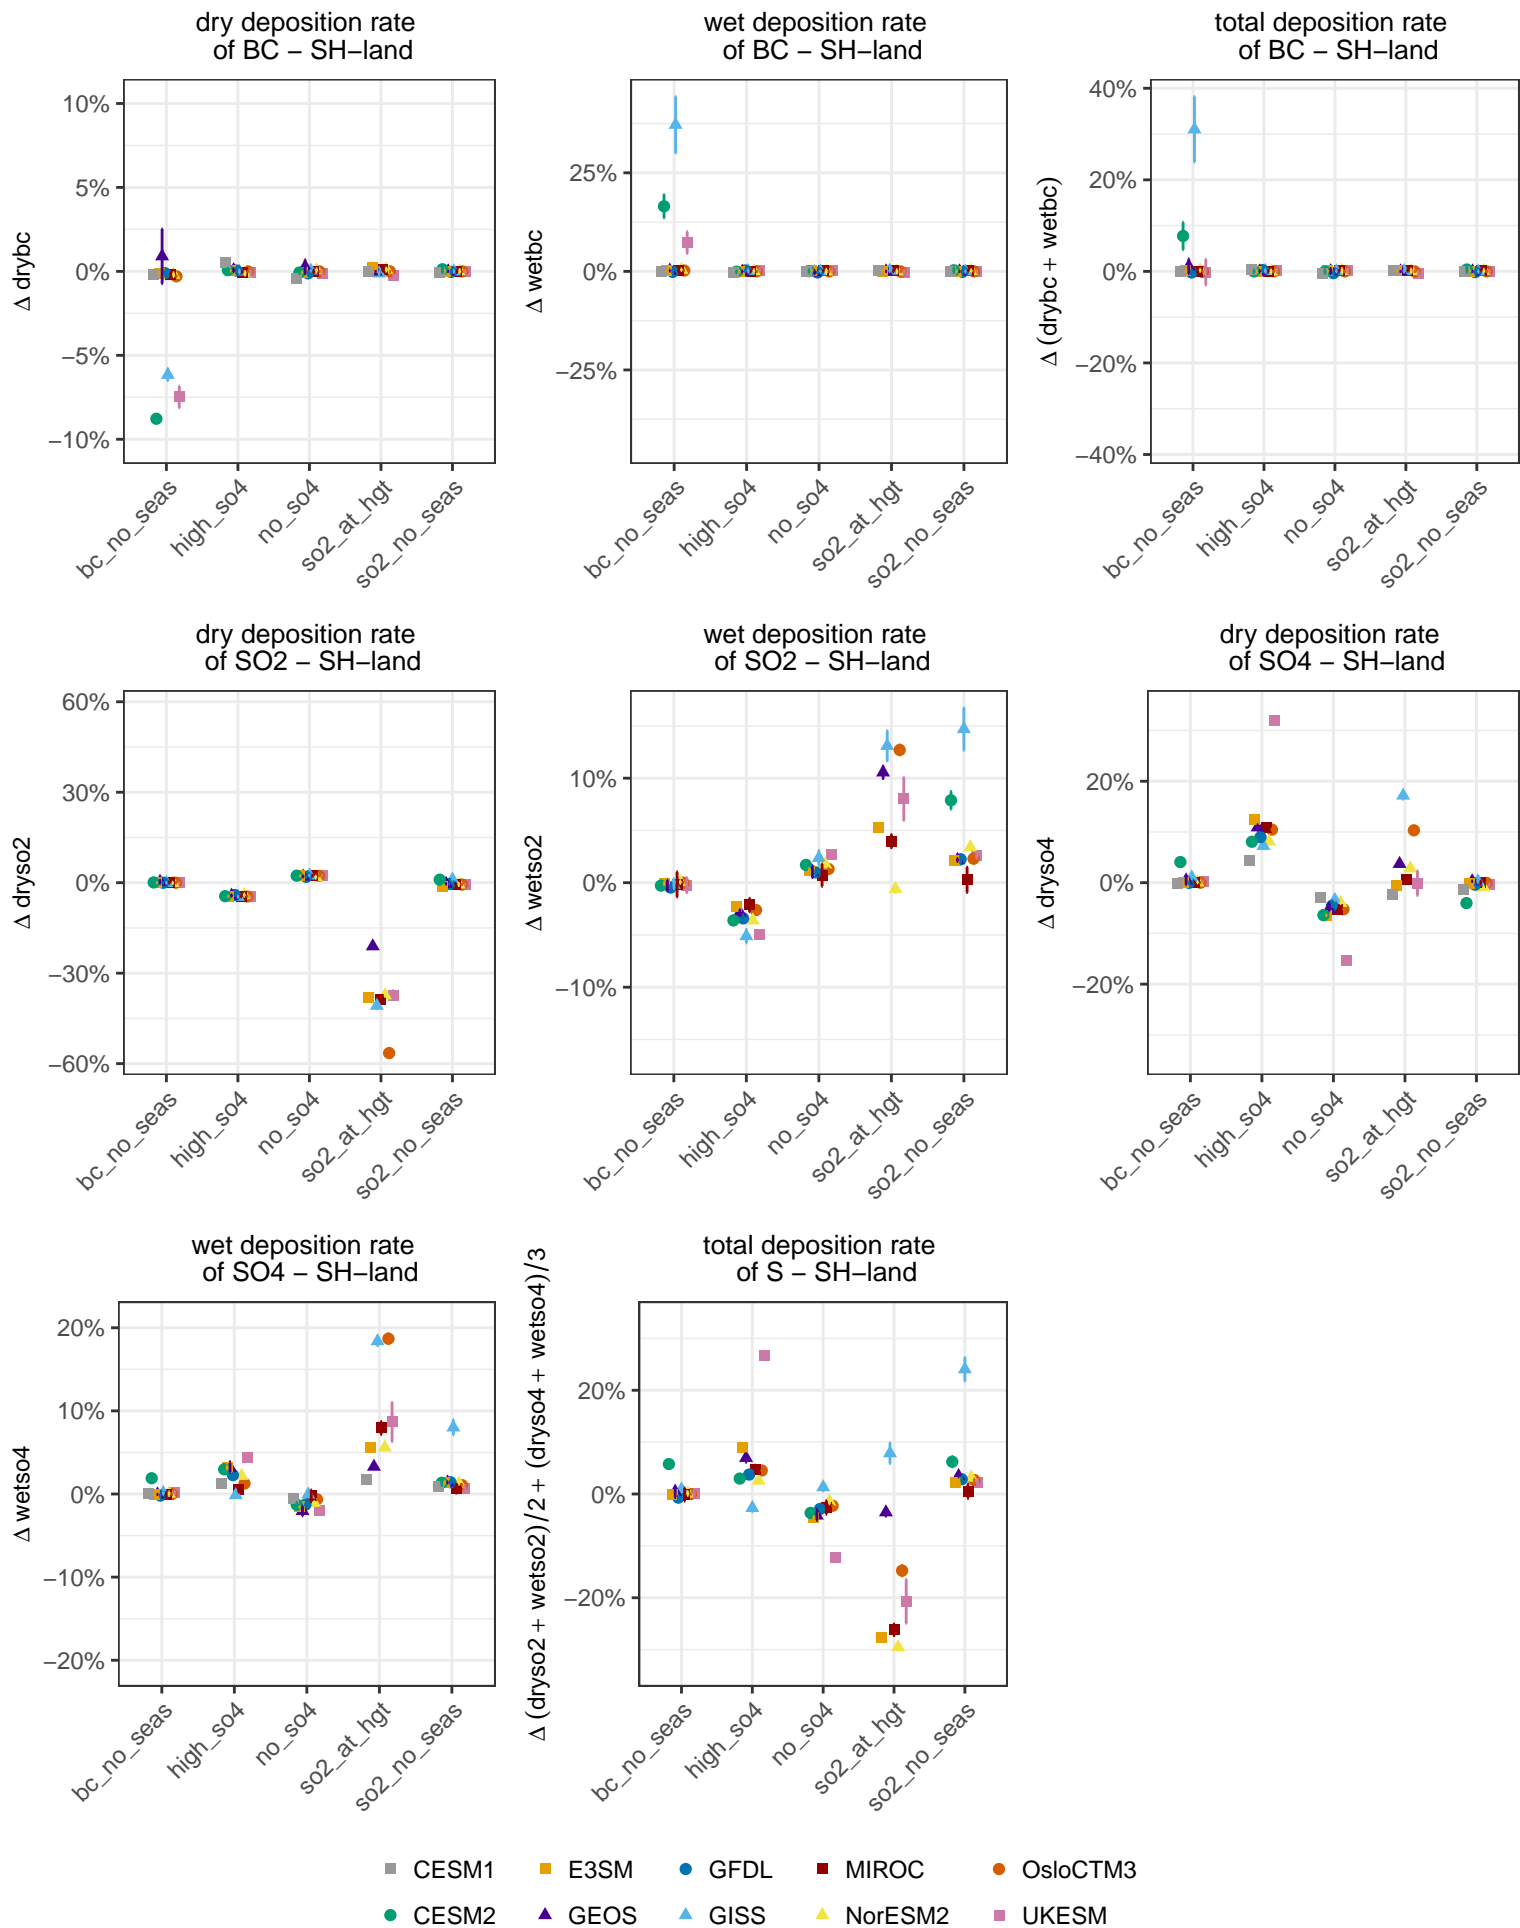 dry deposition rate
of BC − SH−land
Δ drybc
10%
5%
0%
−5%
−10%
bc_no_seas
high_so4
no_so4
so2_at_hgt
so2_no_seas
wet deposition rate
of BC − SH−land
Δ wetbc
25%
0%
−25%
bc_no_seas
high_so4
no_so4
so2_at_hgt
so2_no_seas
total deposition rate
of BC − SH−land
Δ (drybc + wetbc)
40%
20%
0%
−20%
−40%
bc_no_seas
high_so4
no_so4
so2_at_hgt
so2_no_seas
dry deposition rate
of SO2 − SH−land
Δ dryso2
60%
30%
0%
−30%
−60%
bc_no_seas
high_so4
no_so4
so2_at_hgt
so2_no_seas
wet deposition rate
of SO2 − SH−land
Δ wetso2
10%
0%
−10%
bc_no_seas
high_so4
no_so4
so2_at_hgt
so2_no_seas
dry deposition rate
of SO4 − SH−land
Δ dryso4
20%
0%
−20%
bc_no_seas
high_so4
no_so4
so2_at_hgt
so2_no_seas
wet deposition rate
of SO4 − SH−land
Δ wetso4
20%
10%
0%
−10%
−20%
bc_no_seas
high_so4
no_so4
so2_at_hgt
so2_no_seas
total deposition rate
of S − SH−land
Δ (dryso2 + wetso2)/2 + (dryso4 + wetso4)/3
20%
0%
−20%
bc_no_seas
high_so4
no_so4
so2_at_hgt
so2_no_seas
CESM1 E3SM GFDL MIROC OsloCTM3
CESM2 GEOS GISS NorESM2 UKESM